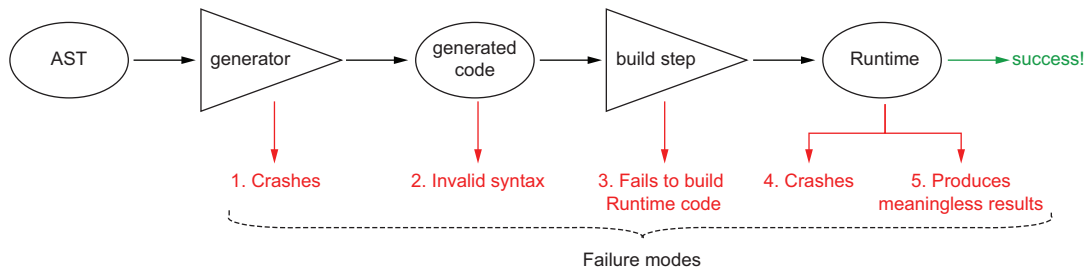 AST
generator
generated
code
build step
Runtime
success!
1. Crashes
2. Invalid syntax
3. Fails to build
Runtime code
4. Crashes
5. Produces
meaningless results
Failure modes